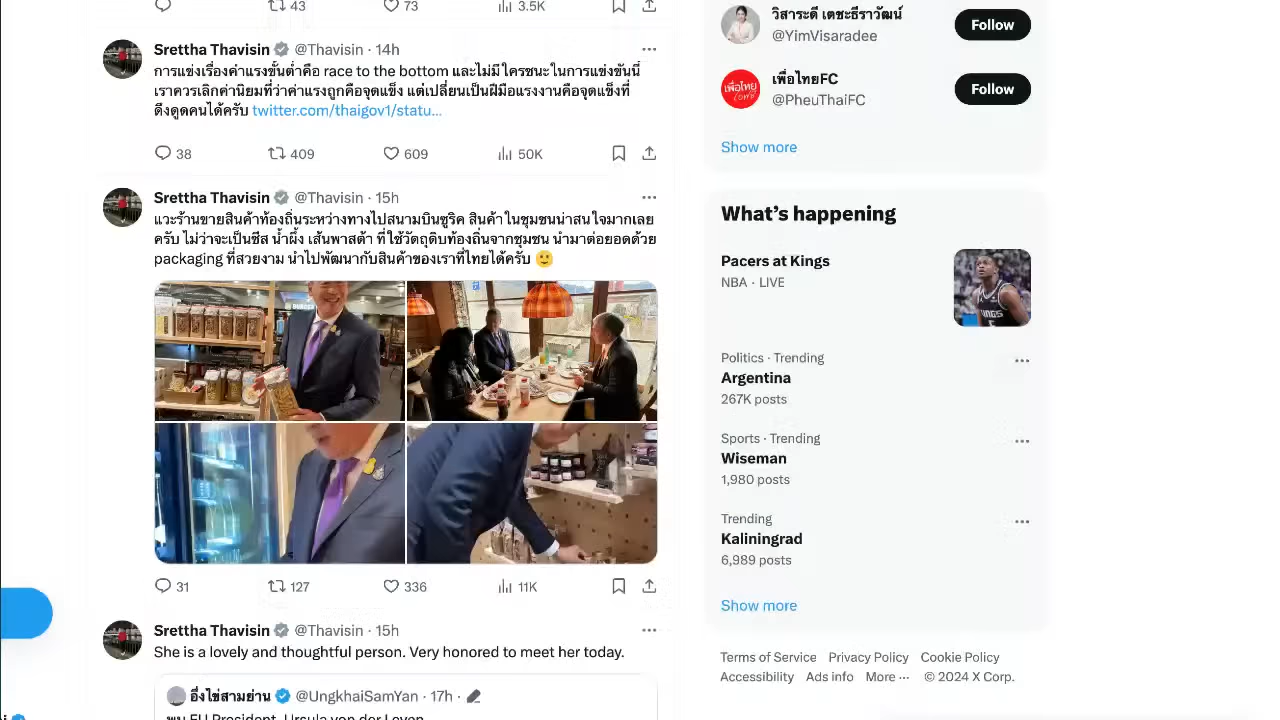 43 73 3.5K
Srettha Thavisin @Thavisin · 14h
การแข่งเรื่องค่าแรงขั้นต่ำคือ race to the bottom และไม่มีใครชนะในการแข่งขันนี้
เราควรเลิกค่านิยมที่ว่าค่าแรงถูกคือจุดแข็ง แต่เปลี่ยนเป็นฝีมือแรงงานคือจุดแข็งที่
ดึงดูดคนได้ครับ twitter.com/thaigov1/statu...
38 409 609 50K
Srettha Thavisin @Thavisin · 15h
แวะร้านขายสินค้าท้องถิ่นระหว่างทางไปสนามบินซูริค สินค้าในชุมชนน่าสนใจมากเลย
ครับ ไม่ว่าจะเป็นชีส น้ำผึ้ง เส้นพาสต้า ที่ใช้วัถถุดิบท้องถิ่นจากชุมชน นำมาต่อยอดด้วย
packaging ที่สวยงาม นำไปพัฒนากับสินค้าของเราที่ไทยได้ครับ 🙂
31 127 336 11K
Srettha Thavisin @Thavisin · 15h
She is a lovely and thoughtful person. Very honored to meet her today.
อึ่งไข่สามย่าน @UngkhaiSamYan · 17h ·
พบ EU President, Ursula von der Leyen
วิสาระดี เตชะธีราวัฒน์
@YimVisaradee
Follow
เพื่อไทยFC
@PheuThaiFC
Follow
เพื่อไทย
Show more
What's happening
Pacers at Kings
NBA · LIVE
KINGS
Politics · Trending
Argentina
267K posts
Sports · Trending
Wiseman
1,980 posts
Trending
Kaliningrad
6,989 posts
Show more
Terms of Service Privacy Policy Cookie Policy
Accessibility Ads info More ··· © 2024 X Corp.